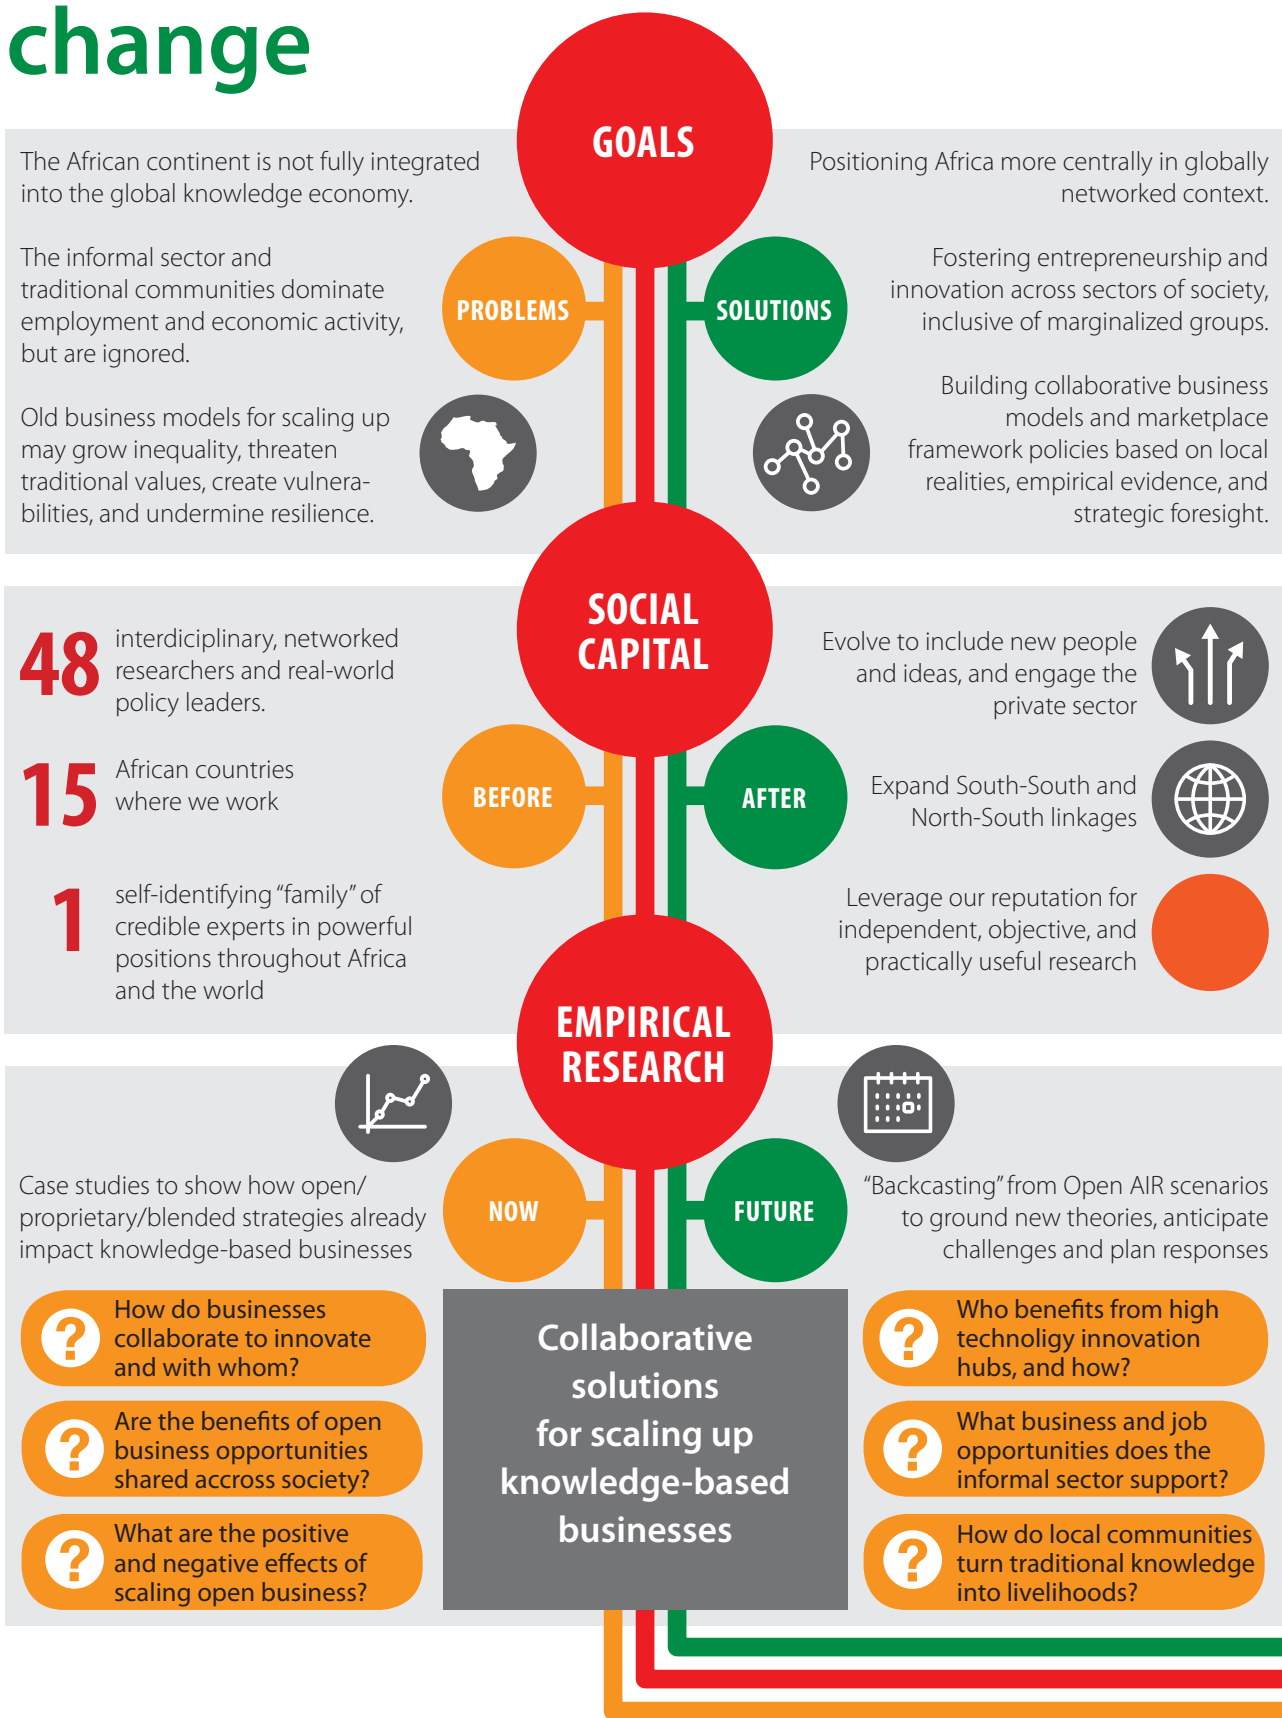 change
GOALS
The African continent is not fully integrated
into the global knowledge economy.
The informal sector and
traditional communities dominate
employment and economic activity,
but are ignored.
Old business models for scaling up
may grow inequality, threaten
traditional values, create vulnera-
bilities, and undermine resilience.
PROBLEMS
SOLUTIONS
Positioning Africa more centrally in globally
networked context.
Fostering entrepreneurship and
innovation across sectors of society,
inclusive of marginalized groups.
Building collaborative business
models and marketplace
framework policies based on local
realities, empirical evidence, and
strategic foresight.
SOCIAL
CAPITAL
48
interdiciplinary, networked
researchers and real-world
policy leaders.
15
African countries
where we work
1
self-identifying “family” of
credible experts in powerful
positions throughout Africa
and the world
BEFORE
AFTER
Evolve to include new people
and ideas, and engage the
private sector
Expand South-South and
North-South linkages
Leverage our reputation for
independent, objective, and
practically useful research
EMPIRICAL
RESEARCH
Case studies to show how open/
proprietary/blended strategies already
impact knowledge-based businesses
NOW
FUTURE
“Backcasting” from Open AIR scenarios
to ground new theories, anticipate
challenges and plan responses
? How do businesses
collaborate to innovate
and with whom?
? Are the benefits of open
business opportunities
shared accross society?
? What are the positive
and negative effects of
scaling open business?
Collaborative
solutions
for scaling up
knowledge-based
businesses
? Who benefits from high
technoligy innovation
hubs, and how?
? What business and job
opportunities does the
informal sector support?
? How do local communities
turn traditional knowledge
into livelihoods?